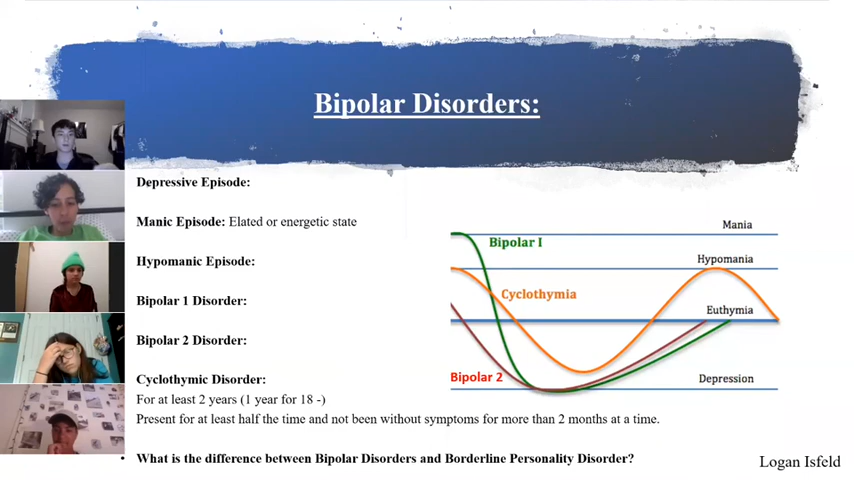 Bipolar Disorders:
Depressive Episode:
Manic Episode: Elated or energetic state
Hypomanic Episode:
Bipolar 1 Disorder:
Bipolar 2 Disorder:
Cyclothymic Disorder:
For at least 2 years (1 year for 18 -)
Present for at least half the time and not been without symptoms for more than 2 months at a time.
• What is the difference between Bipolar Disorders and Borderline Personality Disorder?
Mania
Bipolar I
Hypomania
Cyclothymia
Euthymia
Bipolar 2
Depression
Logan Isfeld